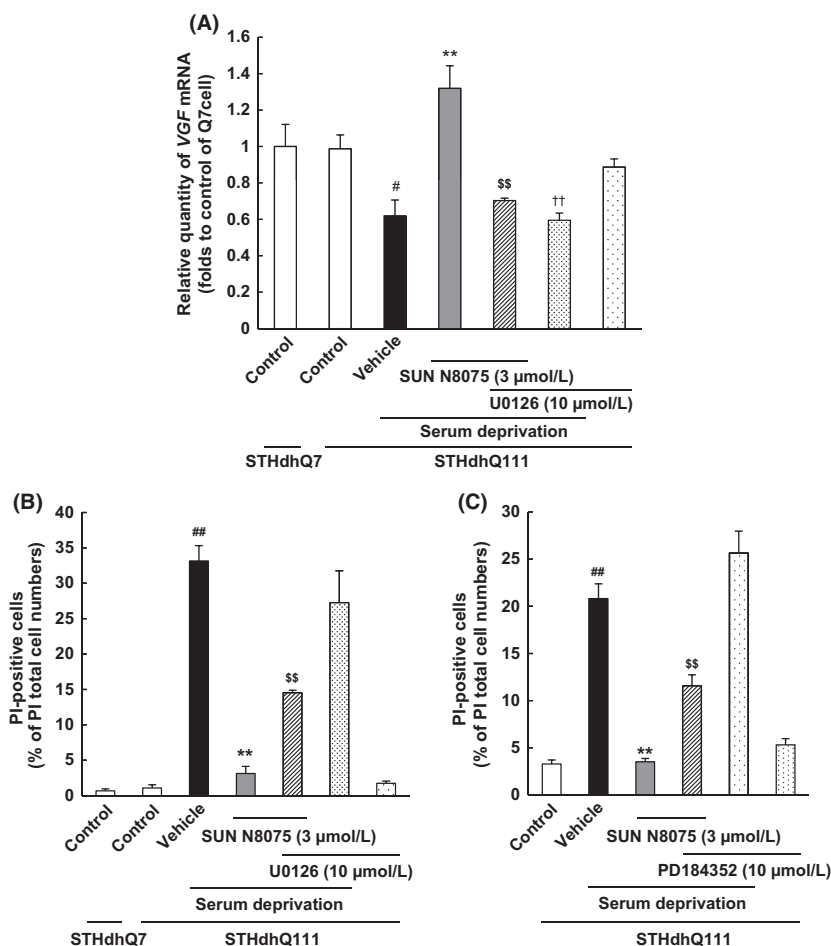 (A)
Relative quantity of VGF mRNA
(folds to control of Q7cell)
1.6
1.4
1.2
1
0.8
0.6
0.4
0.2
0
#
**
$$
††
Control
Control
Vehicle
SUN N8075 (3 µmol/L)
U0126 (10 µmol/L)
Serum deprivation
STHdhQ7
STHdhQ111
(B)
PI-positive cells
(% of PI total cell numbers)
40
35
30
25
20
15
10
5
0
##
**
$$
Control
Control
Vehicle
SUN N8075 (3 µmol/L)
U0126 (10 µmol/L)
Serum deprivation
STHdhQ7
STHdhQ111
(C)
PI-positive cells
(% of PI total cell numbers)
30
25
20
15
10
5
0
##
**
$$
Control
Vehicle
SUN N8075 (3 µmol/L)
PD184352 (10 µmol/L)
Serum deprivation
STHdhQ111